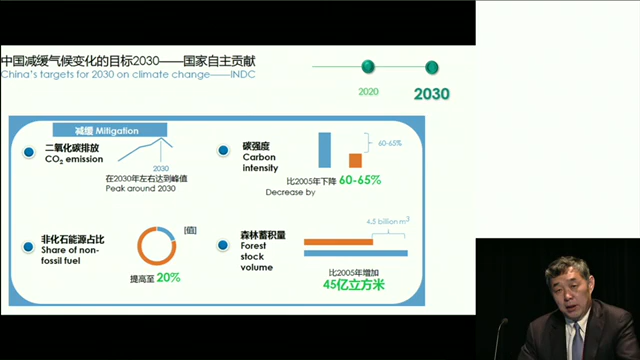 中国减缓气候变化的目标2030——国家自主贡献
China's targets for 2030 on climate change——INDC
2020
2030
减缓 Mitigation
二氧化碳排放
CO2 emission
2030
在2030年左右达到峰值
Peak around 2030
碳强度
Carbon
intensity
60-65%
比2005年下降 60-65%
Decrease by
非化石能源占比
Share of non-
fossil fuel
[值]
提高至 20%
森林蓄积量
Forest
stock
volume
4.5 billion m3
比2005年增加
45亿立方米